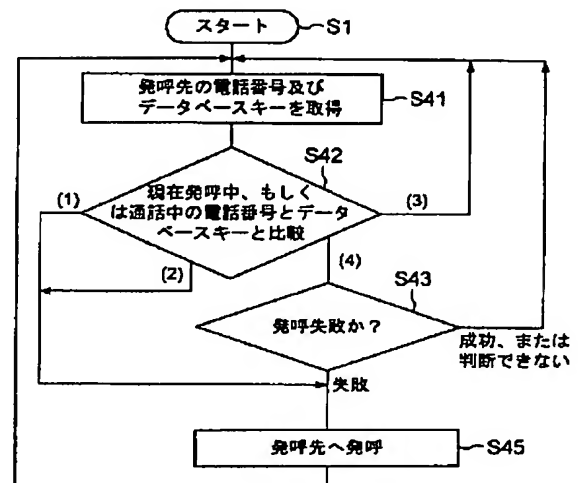 スタート
S1
発呼先の電話番号及び
データベースキーを取得
S41
S42
現在発呼中、もしく
は通話中の電話番号とデータ
ベースキーと比較
(1)
(3)
(2)
(4)
S43
発呼失敗か?
成功、または
判断できない
失敗
発呼先へ発呼
S45